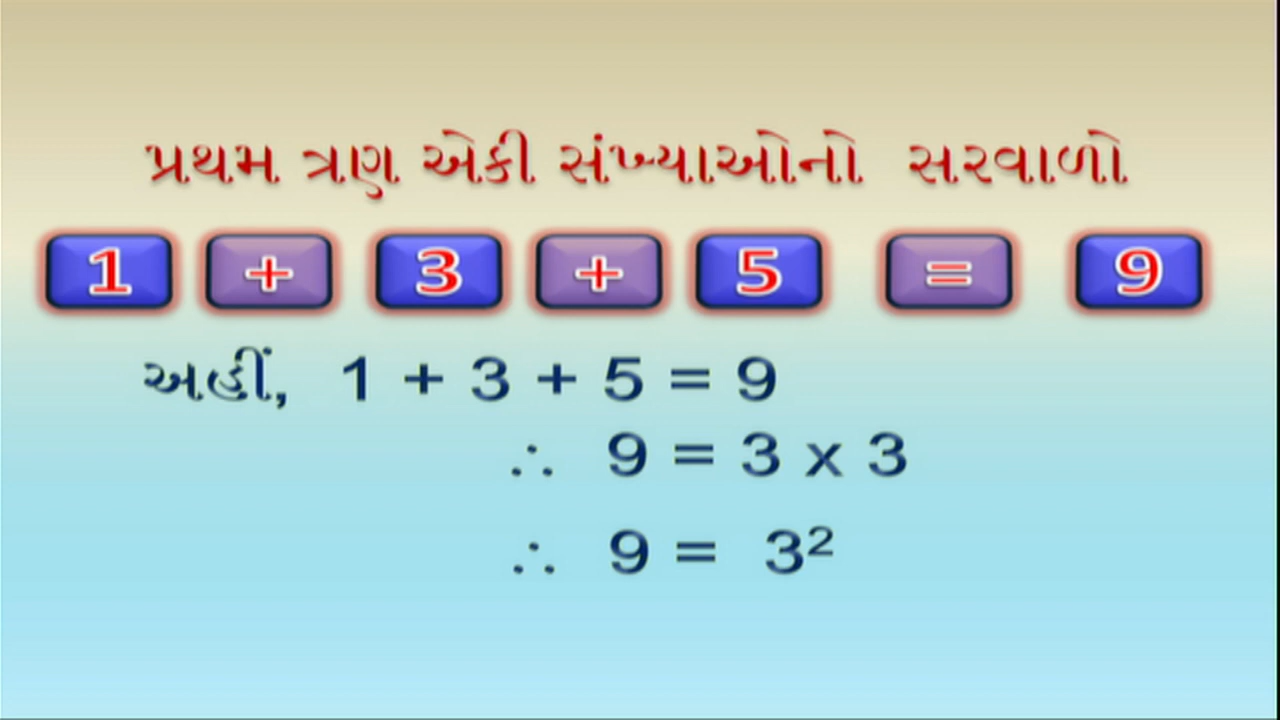 પ્રથમ ત્રણ એકી સંખ્યાઓનો સરવાળો
1 + 3 + 5 = 9
અહીં, 1 + 3 + 5 = 9
∴ 9 = 3 x 3
∴ 9 = 3²